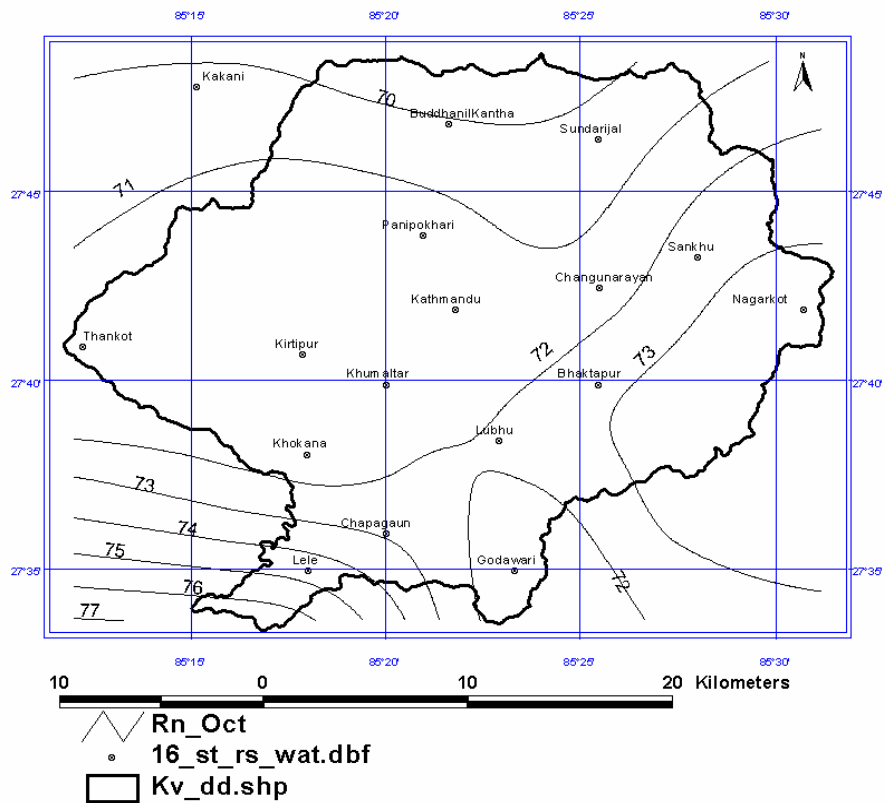 85°15' 85°20' 85°25' 85°30'
N
Kakani
70
BuddhanilKantha
Sundarijal
71
27°45' 27°45'
Panipokhari
Sankhu
Changunarayan
Kathmandu
Nagarkot
Thankot
Kirtipur
72
73
Khumaltar
Bhaktapur
27°40' 27°40'
Lubhu
Khokana
73
Chapagaun
74
75
Lele
Godawari
27°35' 27°35'
72
76
77
85°15' 85°20' 85°25' 85°30'
10 0 10 20 Kilometers
Rn_Oct
16_st_rs_wat.dbf
Kv_dd.shp